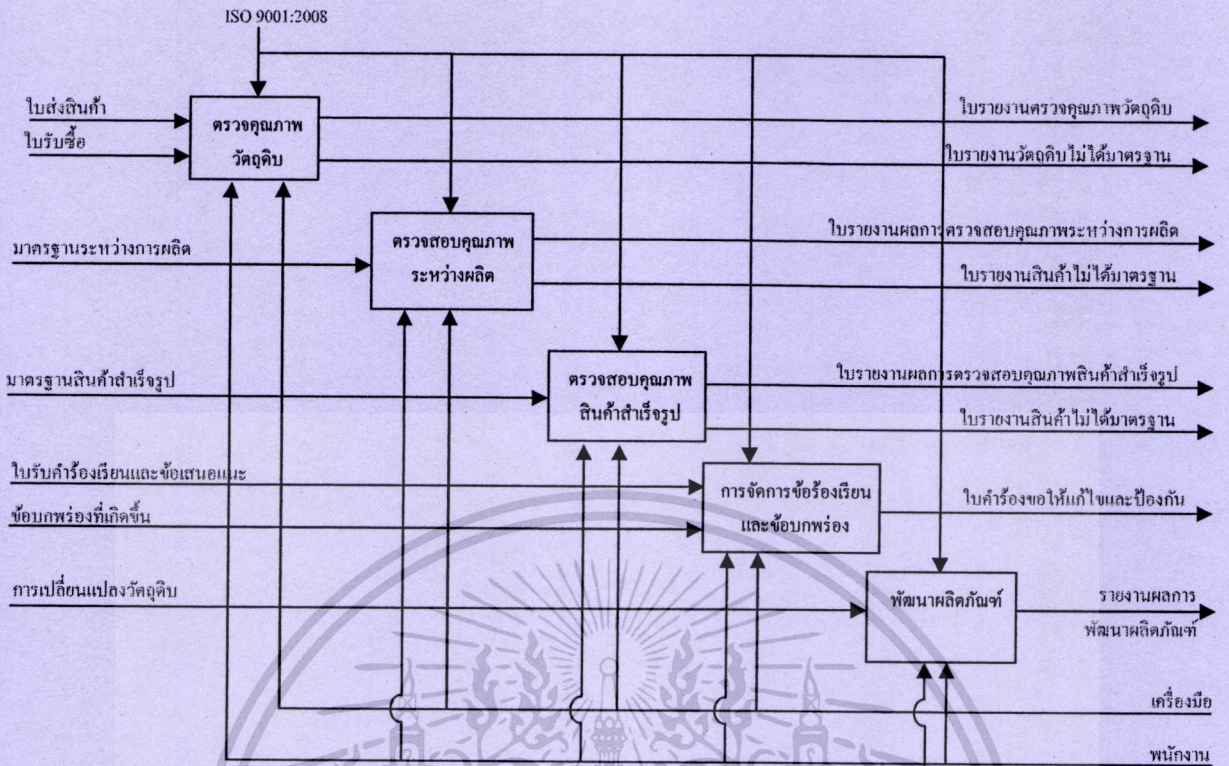 ISO 9001:2008
ใบส่งสินค้า
ใบรับซื้อ
ตรวจคุณภาพ
วัตถุดิบ
ใบรายงานตรวจคุณภาพวัตถุดิบ
ใบรายงานวัตถุดิบไม่ได้มาตรฐาน
มาตรฐานระหว่างการผลิต
ตรวจสอบคุณภาพ
ระหว่างผลิต
ใบรายงานผลการตรวจสอบคุณภาพระหว่างการผลิต
ใบรายงานสินค้าไม่ได้มาตรฐาน
มาตรฐานสินค้าสำเร็จรูป
ตรวจสอบคุณภาพ
สินค้าสำเร็จรูป
ใบรายงานผลการตรวจสอบคุณภาพสินค้าสำเร็จรูป
ใบรายงานสินค้าไม่ได้มาตรฐาน
ใบรับคำร้องเรียนและข้อเสนอแนะ
ข้อบกพร่องที่เกิดขึ้น
การจัดการข้อร้องเรียน
และข้อบกพร่อง
ใบคำร้องขอให้แก้ไขและป้องกัน
การเปลี่ยนแปลงวัตถุดิบ
พัฒนาผลิตภัณฑ์
รายงานผลการ
พัฒนาผลิตภัณฑ์
เครื่องมือ
พนักงาน